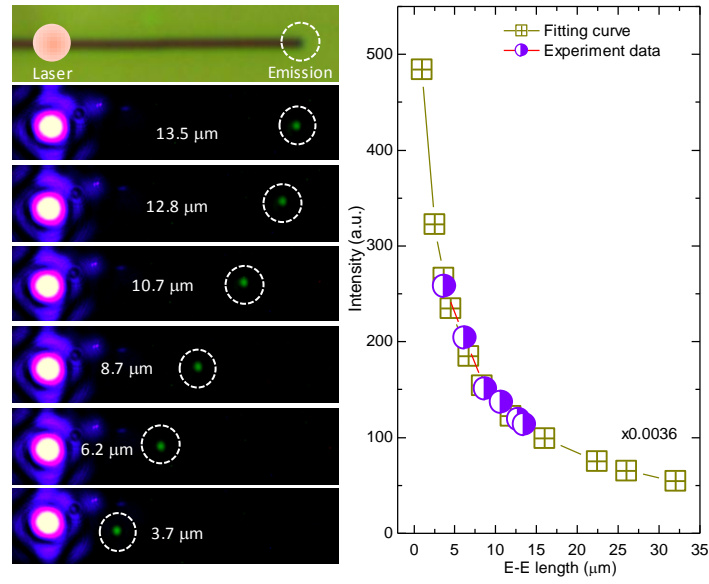 Laser
Emission
13.5 µm
12.8 µm
10.7 µm
8.7 µm
6.2 µm
3.7 µm
Fitting curve
Experiment data
x0.0036
Intensity (a.u.)
500
400
300
200
100
0
0 5 10 15 20 25 30 35
E-E length (µm)